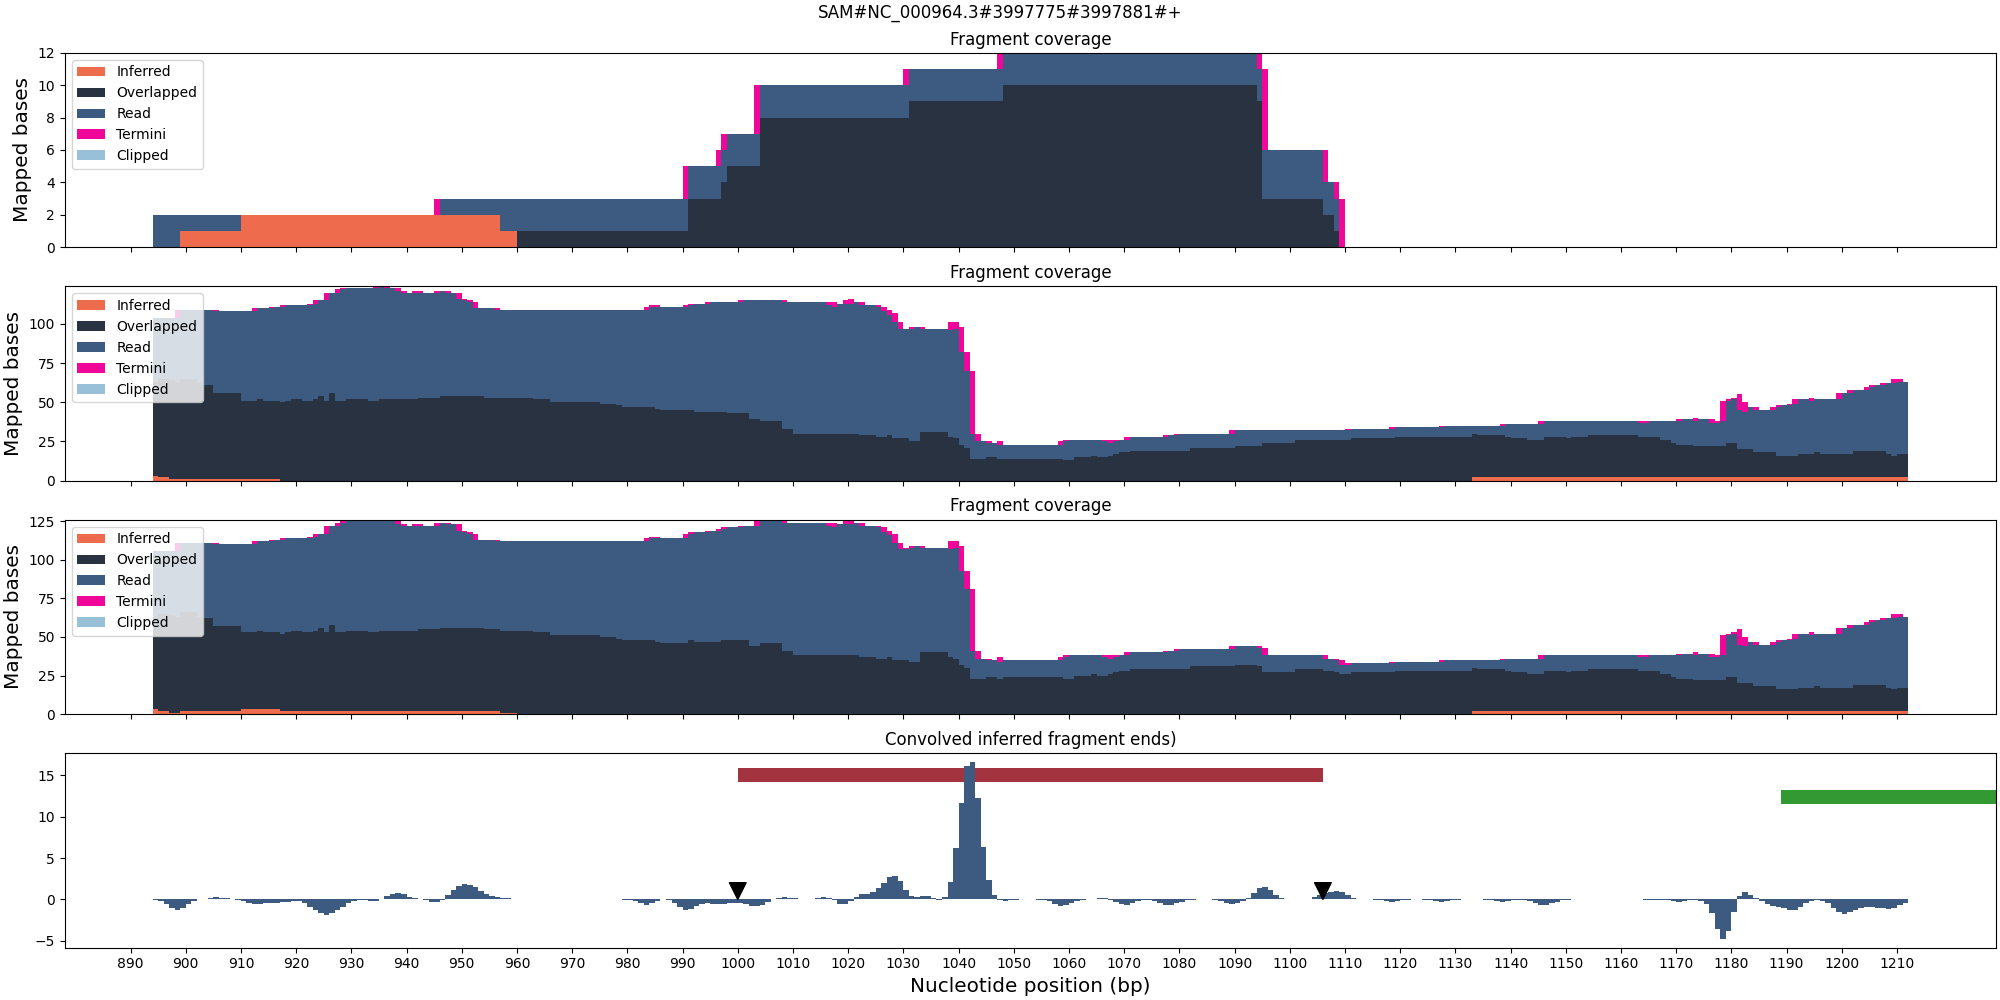 SAM#NC_000964.3#3997775#3997881#+
Fragment coverage
Mapped bases
12
10
8
6
4
2
0
Inferred
Overlapped
Read
Termini
Clipped
Fragment coverage
Mapped bases
100
75
50
25
0
Inferred
Overlapped
Read
Termini
Clipped
Fragment coverage
Mapped bases
125
100
75
50
25
0
Inferred
Overlapped
Read
Termini
Clipped
Convolved inferred fragment ends)
15
10
5
0
−5
890 900 910 920 930 940 950 960 970 980 990 1000 1010 1020 1030 1040 1050 1060 1070 1080 1090 1100 1110 1120 1130 1140 1150 1160 1170 1180 1190 1200 1210
Nucleotide position (bp)